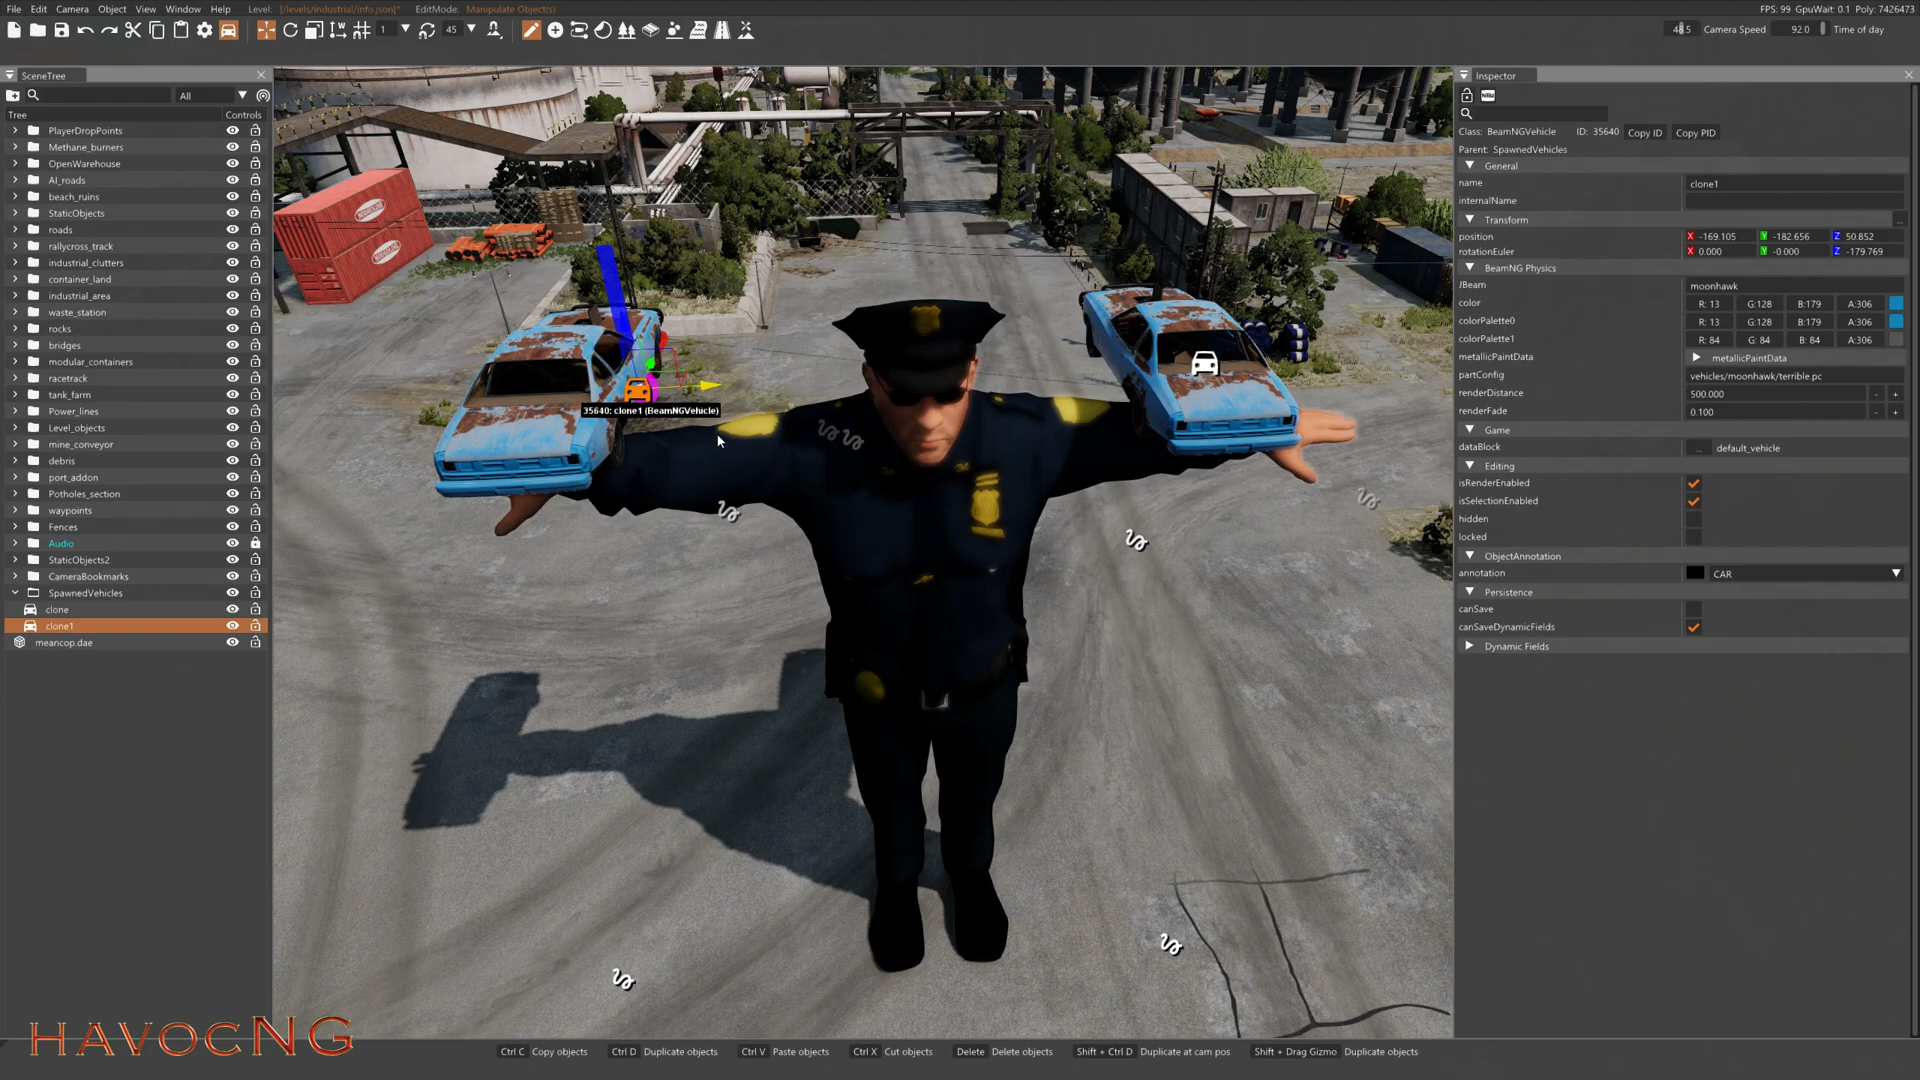 File Edit Camera Object View Window Help Level: [/levels/industrial/info.json]* EditMode: Manipulate Object(s) FPS: 99 GpuWait: 0.1 Poly: 7426473
1 45 48.5 Camera Speed 92.0 Time of day
SceneTree
All
Tree Controls
PlayerDropPoints
Methane_burners
OpenWarehouse
AI_roads
beach_ruins
StaticObjects
roads
rallycross_track
industrial_clutters
container_land
industrial_area
waste_station
rocks
bridges
modular_containers
racetrack
tank_farm
Power_lines
Level_objects
mine_conveyor
debris
port_addon
Potholes_section
waypoints
Fences
Audio
StaticObjects2
CameraBookmarks
SpawnedVehicles
clone
clone1
meancop.dae
35640: clone1 (BeamNGVehicle)
Inspector
Class: BeamNGVehicle ID: 35640 Copy ID Copy PID
Parent: SpawnedVehicles
General
name clone1
internalName
Transform ...
position X -169.105 Y -182.656 Z 50.852
rotationEuler X 0.000 Y -0.000 Z -179.769
BeamNG Physics
JBeam moonhawk
color R: 13 G:128 B:179 A:306
colorPalette0 R: 13 G:128 B:179 A:306
colorPalette1 R: 84 G: 84 B: 84 A:306
metallicPaintData metallicPaintData
partConfig vehicles/moonhawk/terrible.pc
renderDistance 500.000 - +
renderFade 0.100 - +
Game
dataBlock ... default_vehicle
Editing
isRenderEnabled
isSelectionEnabled
hidden
locked
ObjectAnnotation
annotation CAR
Persistence
canSave
canSaveDynamicFields
Dynamic Fields
HAVOCNG
Ctrl C Copy objects Ctrl D Duplicate objects Ctrl V Paste objects Ctrl X Cut objects Delete Delete objects Shift + Ctrl D Duplicate at cam pos Shift + Drag Gizmo Duplicate objects